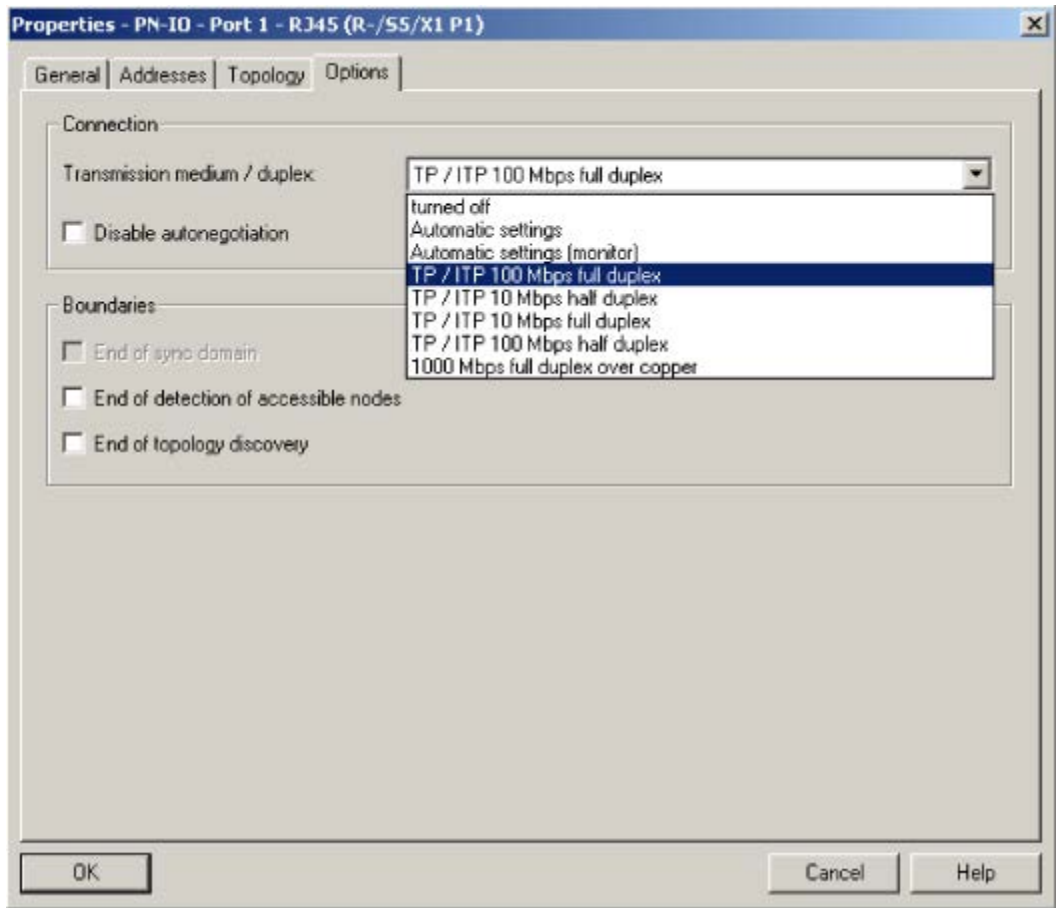 Properties - PN-IO - Port 1 - RJ45 (R-/S5/X1 P1)
General Addresses Topology Options
Connection
Transmission medium / duplex: TP / ITP 100 Mbps full duplex
turned off
Disable autonegotiation Automatic settings
Automatic settings (monitor)
TP / ITP 100 Mbps full duplex
TP / ITP 10 Mbps half duplex
TP / ITP 10 Mbps full duplex
TP / ITP 100 Mbps half duplex
1000 Mbps full duplex over copper
Boundaries
End of sync domain
End of detection of accessible nodes
End of topology discovery
OK Cancel Help